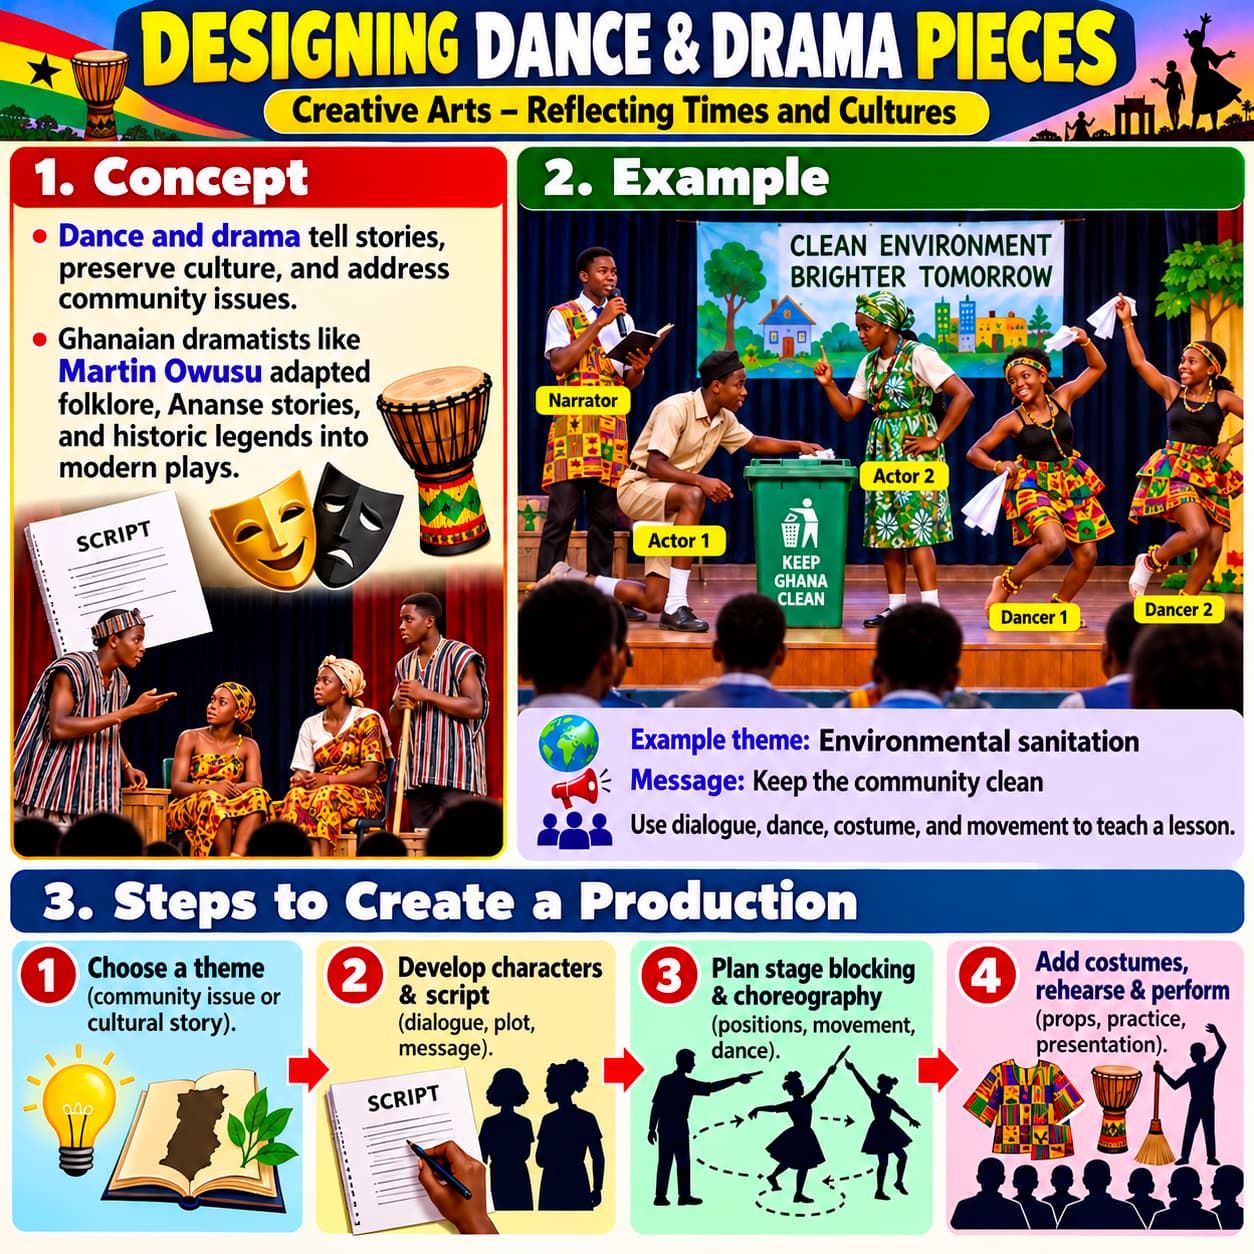 DESIGNING DANCE & DRAMA PIECES
Creative Arts – Reflecting Times and Cultures
1. Concept
• Dance and drama tell stories,
preserve culture, and address
community issues.
• Ghanaian dramatists like
Martin Owusu adapted
folklore, Ananse stories,
and historic legends into
modern plays.
SCRIPT
2. Example
CLEAN ENVIRONMENT
BRIGHTER TOMORROW
Narrator
Actor 1
Actor 2
KEEP
GHANA
CLEAN
Dancer 1
Dancer 2
Example theme: Environmental sanitation
Message: Keep the community clean
Use dialogue, dance, costume, and movement to teach a lesson.
3. Steps to Create a Production
1
Choose a theme
(community issue or
cultural story).
2
Develop characters
& script
(dialogue, plot,
message).
SCRIPT
3
Plan stage blocking
& choreography
(positions, movement,
dance).
4
Add costumes,
rehearse & perform
(props, practice,
presentation).